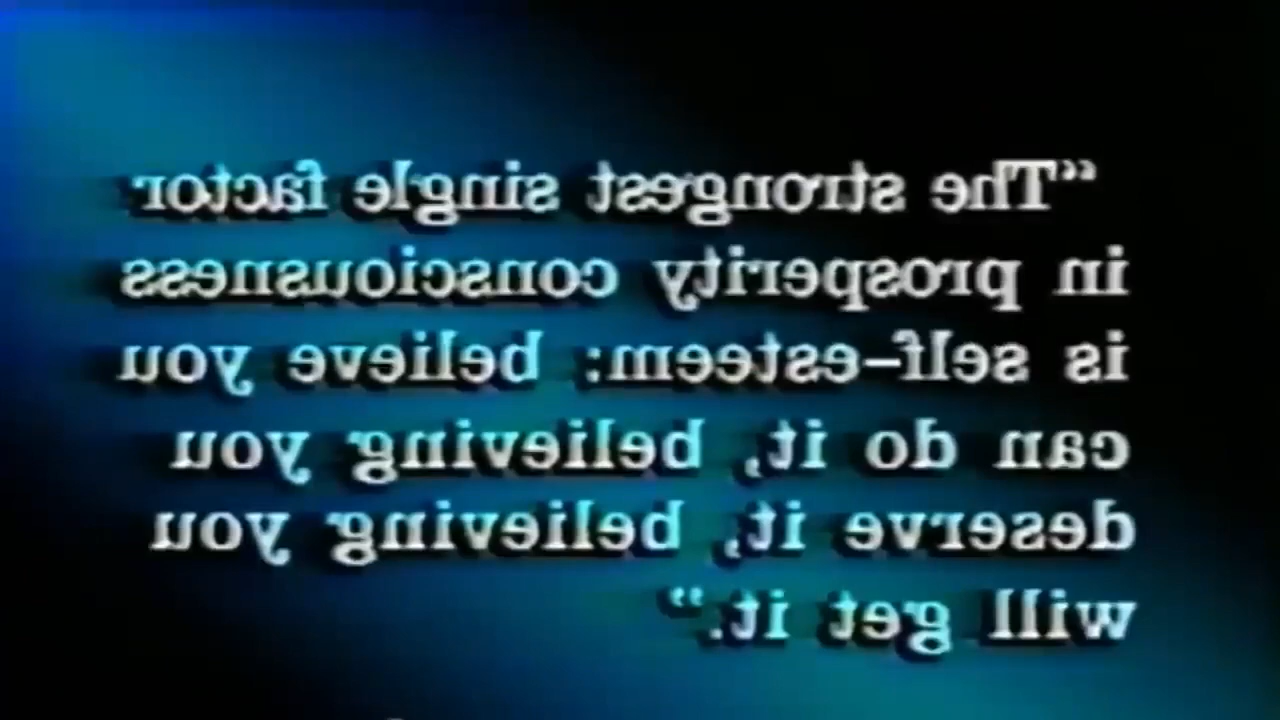 “The strongest single factor
in prosperity consciousness
is self-esteem: believe you
can do it, believing you
deserve it, believing you
will get it.”